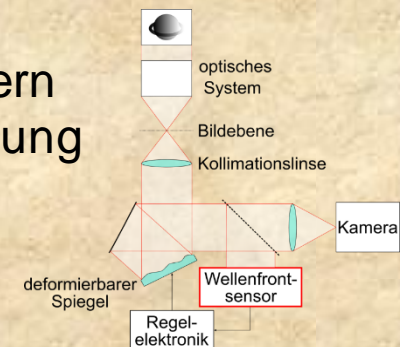 ern
ung
optisches
System
Bildebene
Kollimationslinse
Kamera
deformierbarer
Spiegel
Wellenfront-
sensor
Regel-
elektronik